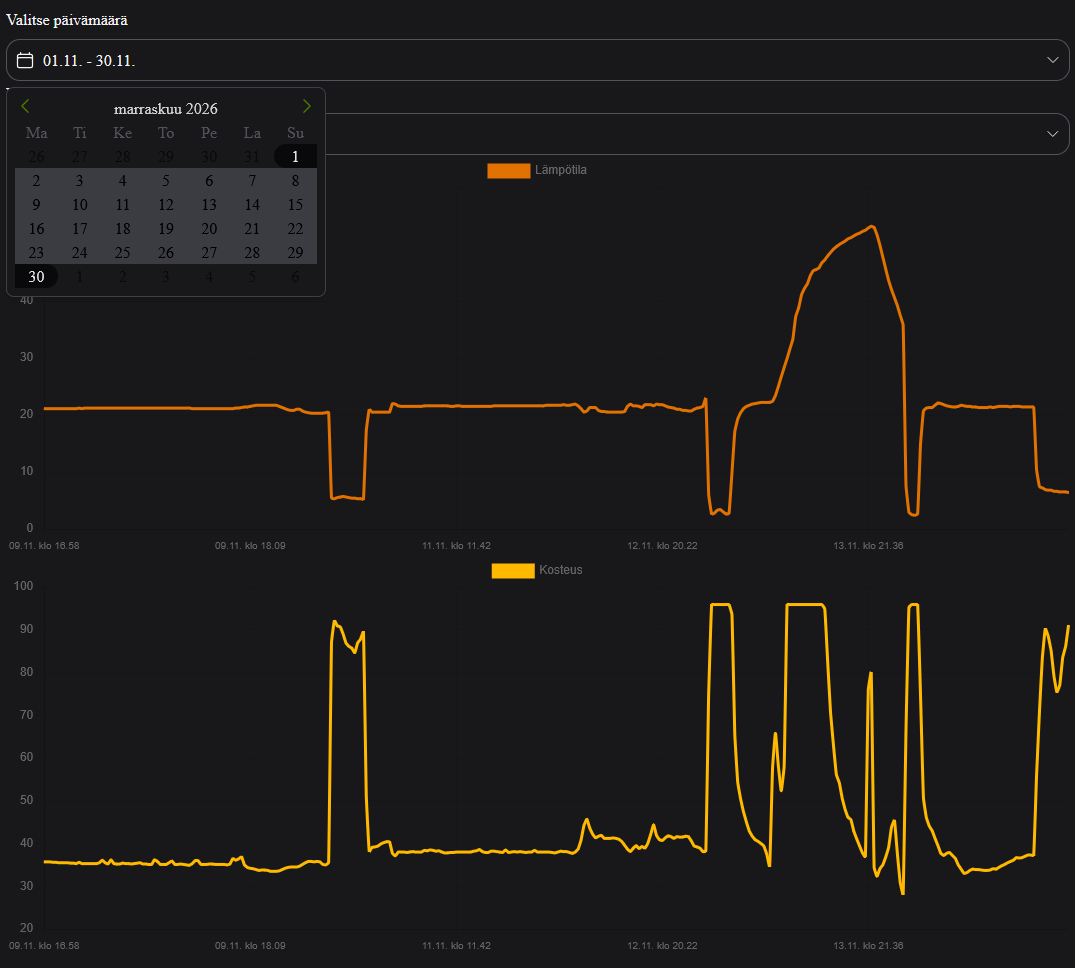 Valitse päivämäärä
01.11. - 30.11.
marraskuu 2026
Ma Ti Ke To Pe La Su
26 27 28 29 30 31 1
2 3 4 5 6 7 8
9 10 11 12 13 14 15
16 17 18 19 20 21 22
23 24 25 26 27 28 29
30 1 2 3 4 5 6
Lämpötila
40
30
20
10
0
09.11. klo 16.58 09.11. klo 18.09 11.11. klo 11.42 12.11. klo 20.22 13.11. klo 21.36
Kosteus
100
90
80
70
60
50
40
30
20
09.11. klo 16.58 09.11. klo 18.09 11.11. klo 11.42 12.11. klo 20.22 13.11. klo 21.36